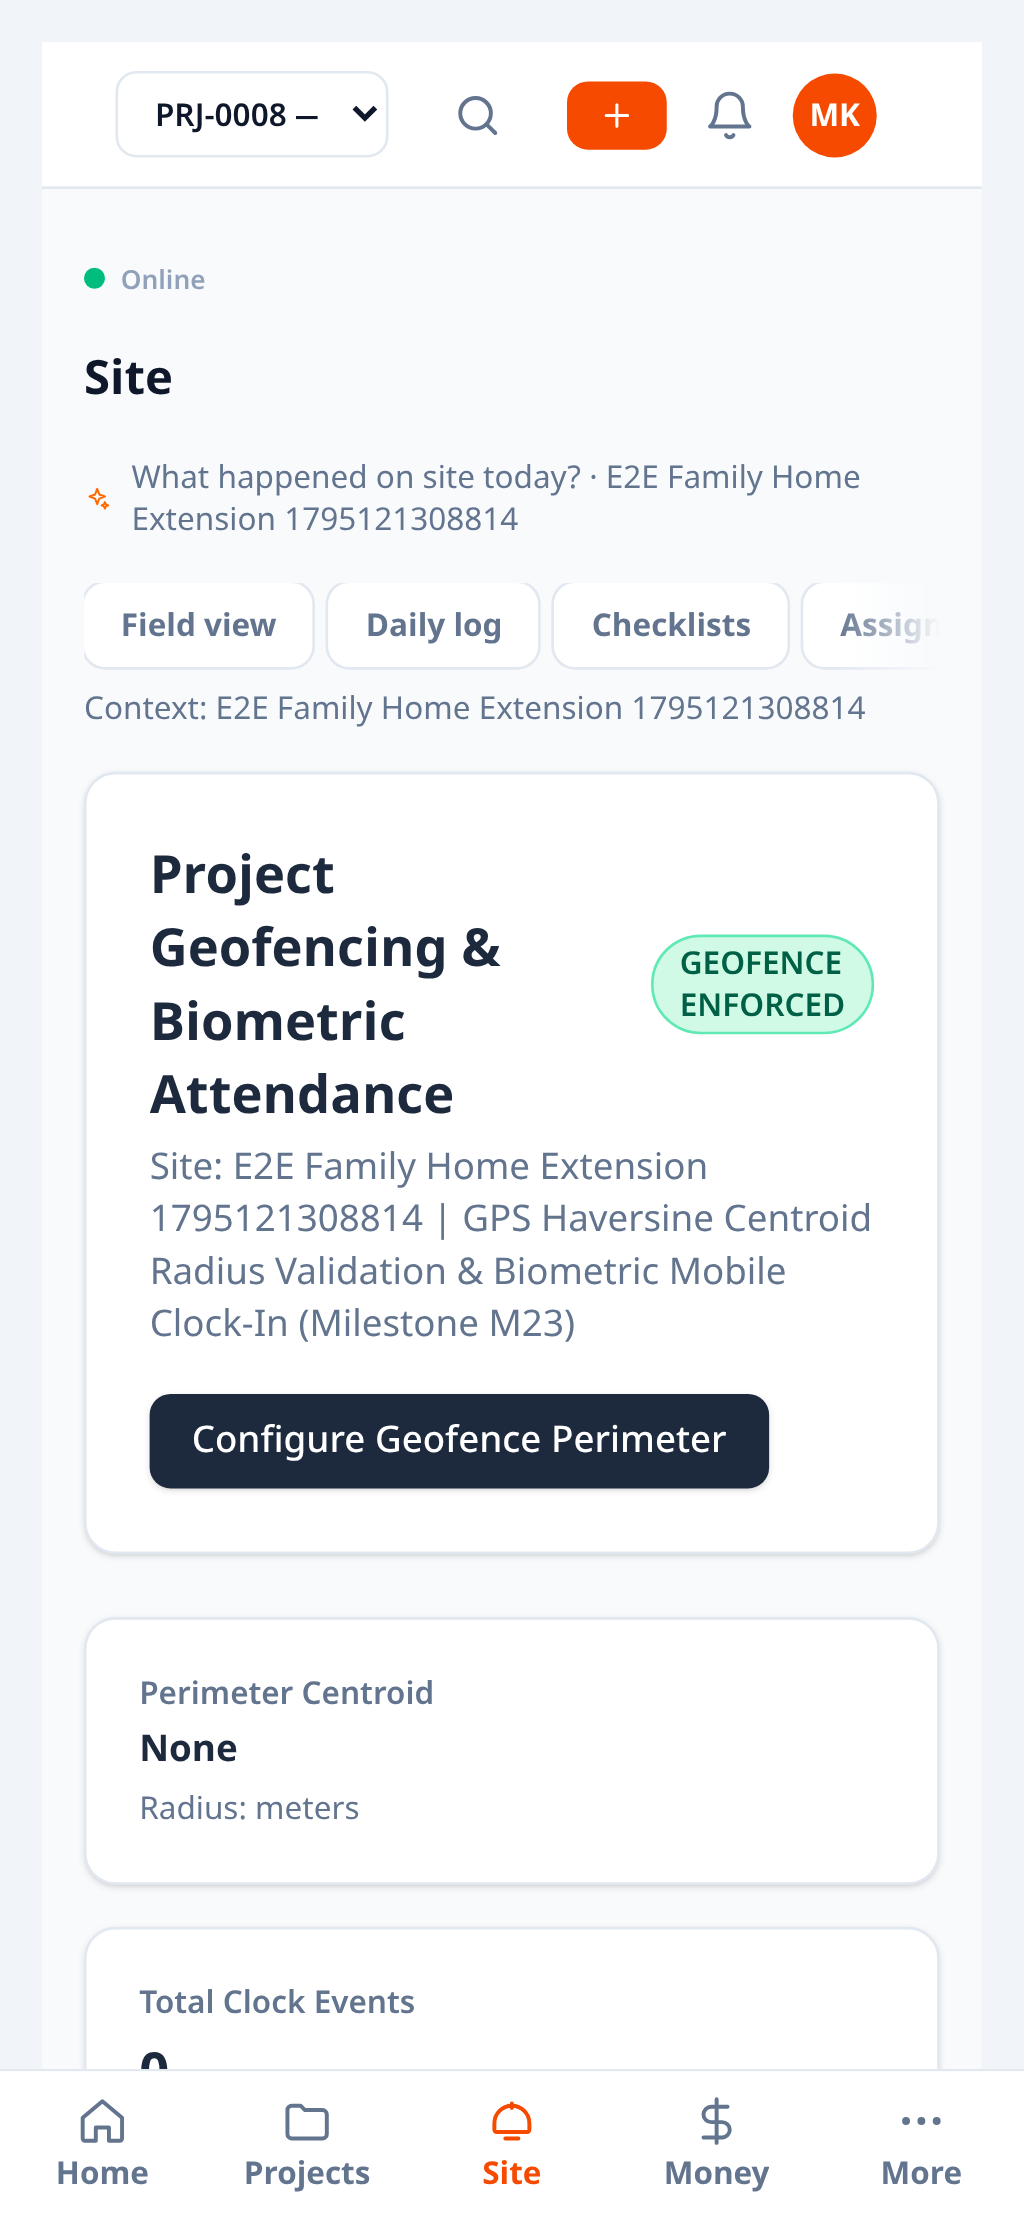 PRJ-0008 –
MK
Online
Site
What happened on site today? · E2E Family Home
Extension 1795121308814
Field view
Daily log
Checklists
Assign
Context: E2E Family Home Extension 1795121308814
Project
Geofencing &
Biometric
Attendance
GEOFENCE
ENFORCED
Site: E2E Family Home Extension
1795121308814 | GPS Haversine Centroid
Radius Validation & Biometric Mobile
Clock-In (Milestone M23)
Configure Geofence Perimeter
Perimeter Centroid
None
Radius: meters
Total Clock Events
0
Home
Projects
Site
Money
More